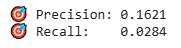 🎯 Precision: 0.1621
🎯 Recall:    0.0284